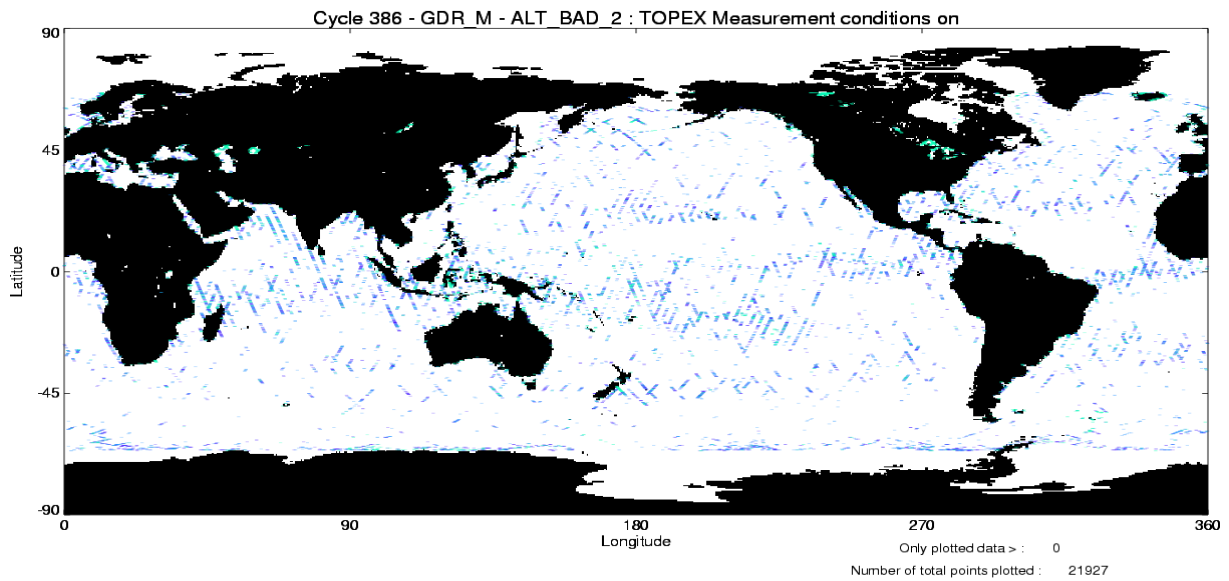 Cycle 386 - GDR_M - ALT_BAD_2 : TOPEX Measurement conditions on
90
45
0
-45
-90
Latitude
0 90 180 270 360
Longitude
Only plotted data > : 0
Number of total points plotted : 21927